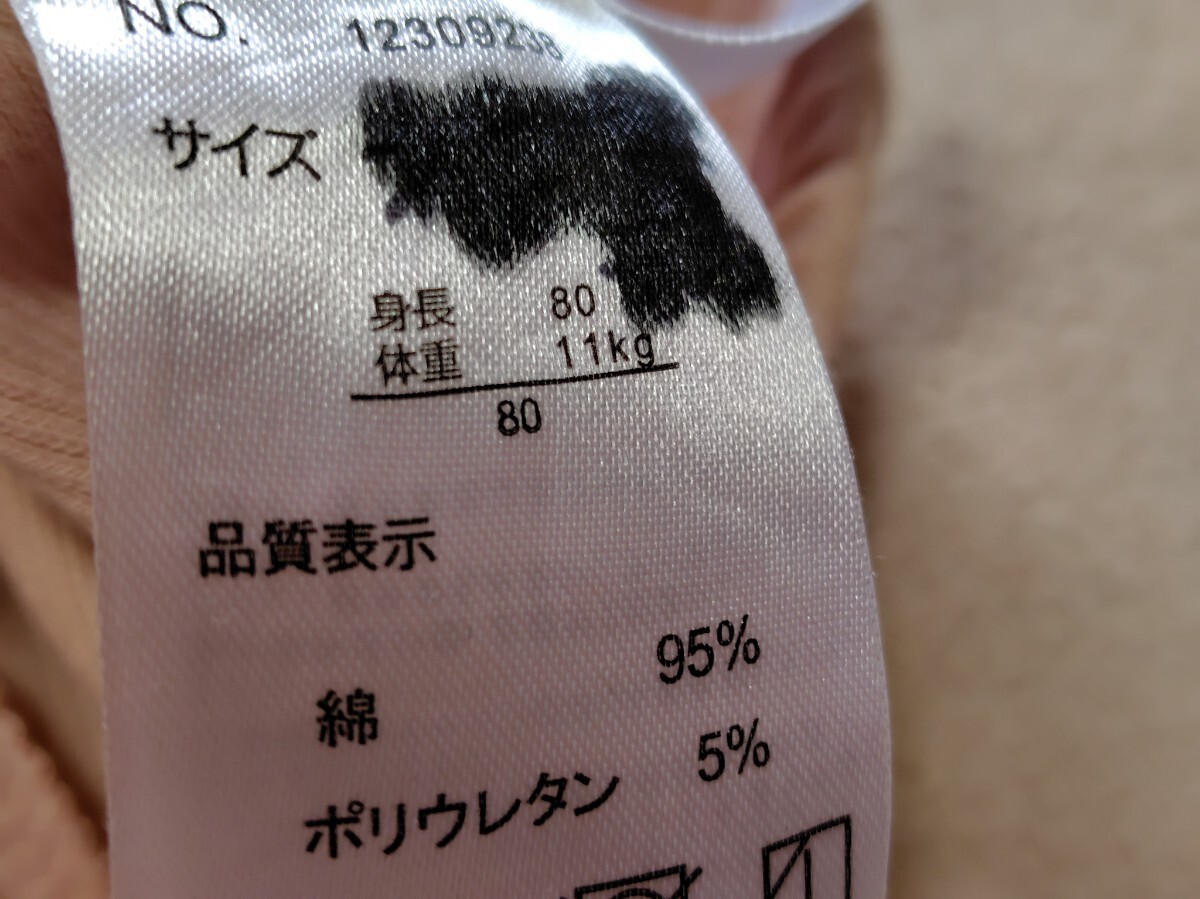 No. 12309238
サイズ
身長 80
体重 11kg
80
品質表示
綿 95%
ポリウレタン 5%